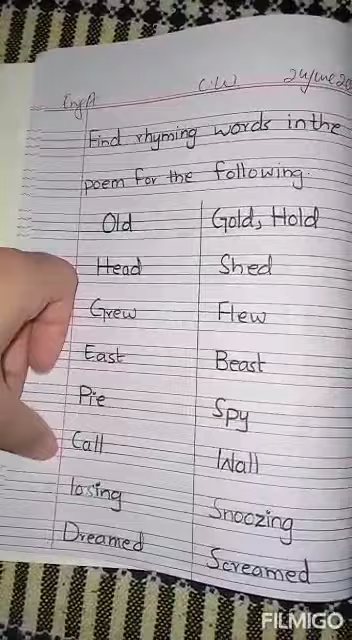 Eng A C.W 24 June 20
Find rhyming words in the
poem for the following.
Old Gold, Hold
Head Shed
Grew Flew
East Beast
Pie Spy
Call Wall
losing Snoozing
Dreamed Screamed
FILMIGO